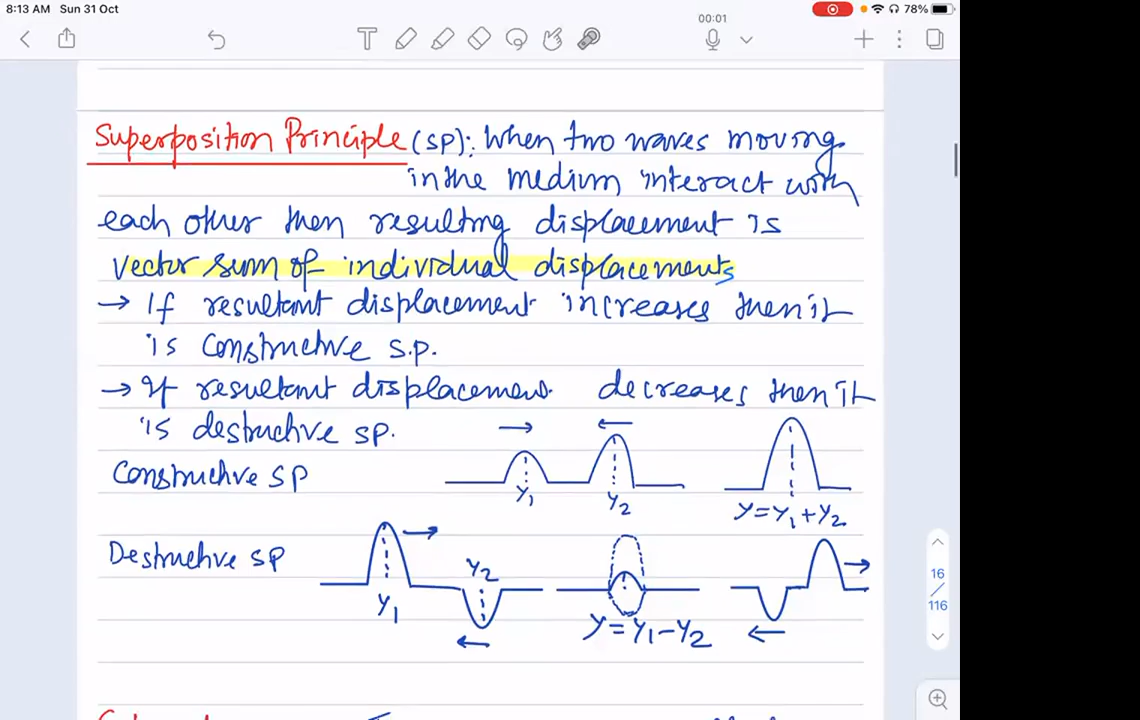 8:13 AM Sun 31 Oct
78%
00:01
Superposition Principle (SP): When two waves moving
in the medium interact with
each other then resulting displacement is
vector sum of individual displacements
→ If resultant displacement increases then it
is constructive s.p.
→ If resultant displacement decreases then it
is destructive sp.
Constructive SP
y1
y2
y=y1+y2
Destructive SP
y1
y2
y=y1-y2
16
/
116